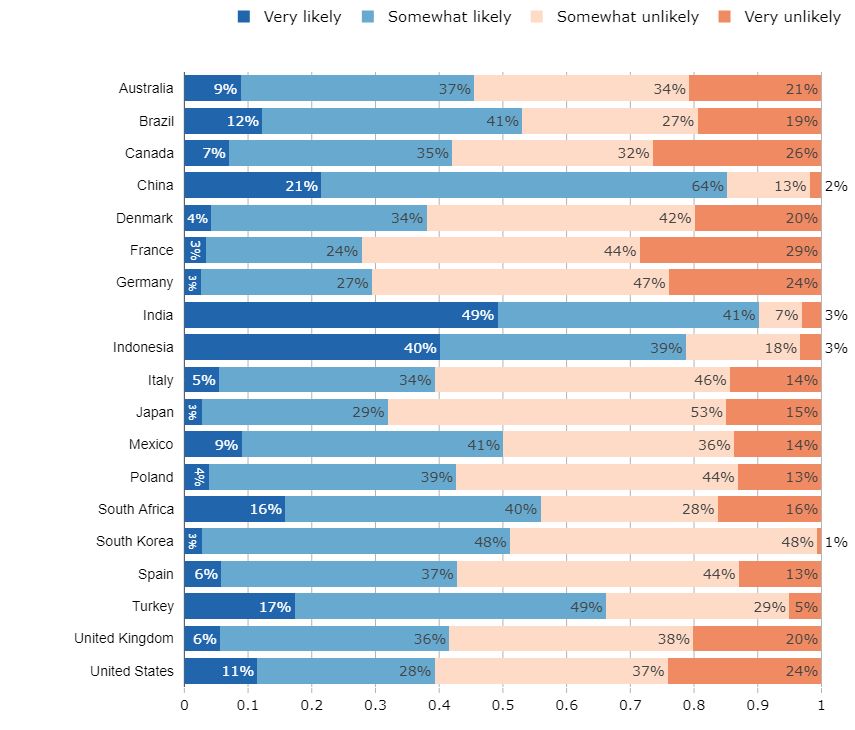 Very likely Somewhat likely Somewhat unlikely Very unlikely
Australia 9% 37% 34% 21%
Brazil 12% 41% 27% 19%
Canada 7% 35% 32% 26%
China 21% 64% 13% 2%
Denmark 4% 34% 42% 20%
France 3% 24% 44% 29%
Germany 3% 27% 47% 24%
India 49% 41% 7% 3%
Indonesia 40% 39% 18% 3%
Italy 5% 34% 46% 14%
Japan 3% 29% 53% 15%
Mexico 9% 41% 36% 14%
Poland 4% 39% 44% 13%
South Africa 16% 40% 28% 16%
South Korea 3% 48% 48% 1%
Spain 6% 37% 44% 13%
Turkey 17% 49% 29% 5%
United Kingdom 6% 36% 38% 20%
United States 11% 28% 37% 24%
0 0.1 0.2 0.3 0.4 0.5 0.6 0.7 0.8 0.9 1